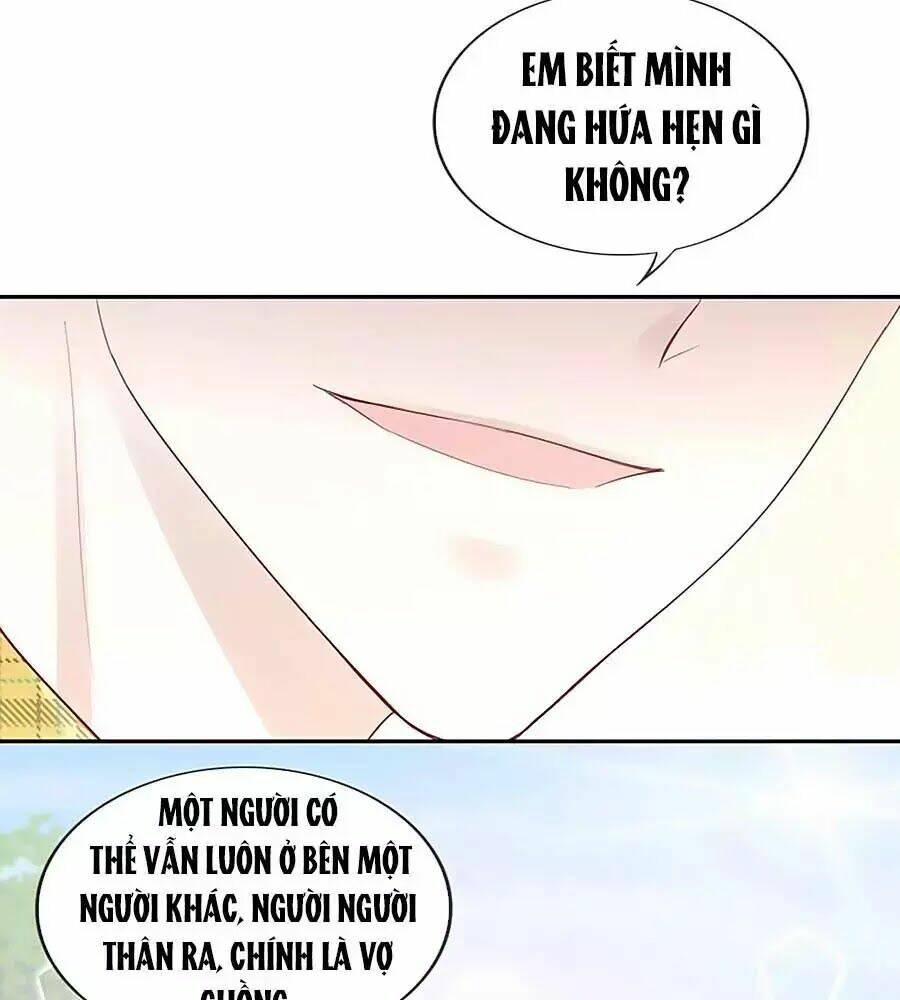 EM BIẾT MÌNH
ĐANG HỨA HẸN GÌ
KHÔNG?
MỘT NGƯỜI CÓ
THỂ VẪN LUÔN Ở BÊN MỘT
NGƯỜI KHÁC, NGƯỜI NGƯỜI
THÂN RA, CHÍNH LÀ VỢ